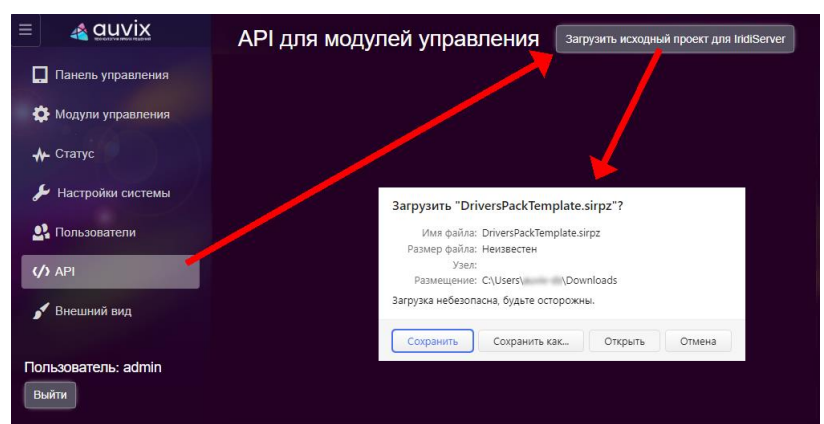 auvix
API для модулей управления
Загрузить исходный проект для IridiServer
Панель управления
Модули управления
Статус
Настройки системы
Пользователи
API
Внешний вид
Пользователь: admin
Выйти
Загрузить "DriversPackTemplate.sirpz"?
Имя файла: DriversPackTemplate.sirpz
Размер файла: Неизвестен
Узел:
Размещение: C:\Users\ \Downloads
Загрузка небезопасна, будьте осторожны.
Сохранить
Сохранить как...
Открыть
Отмена